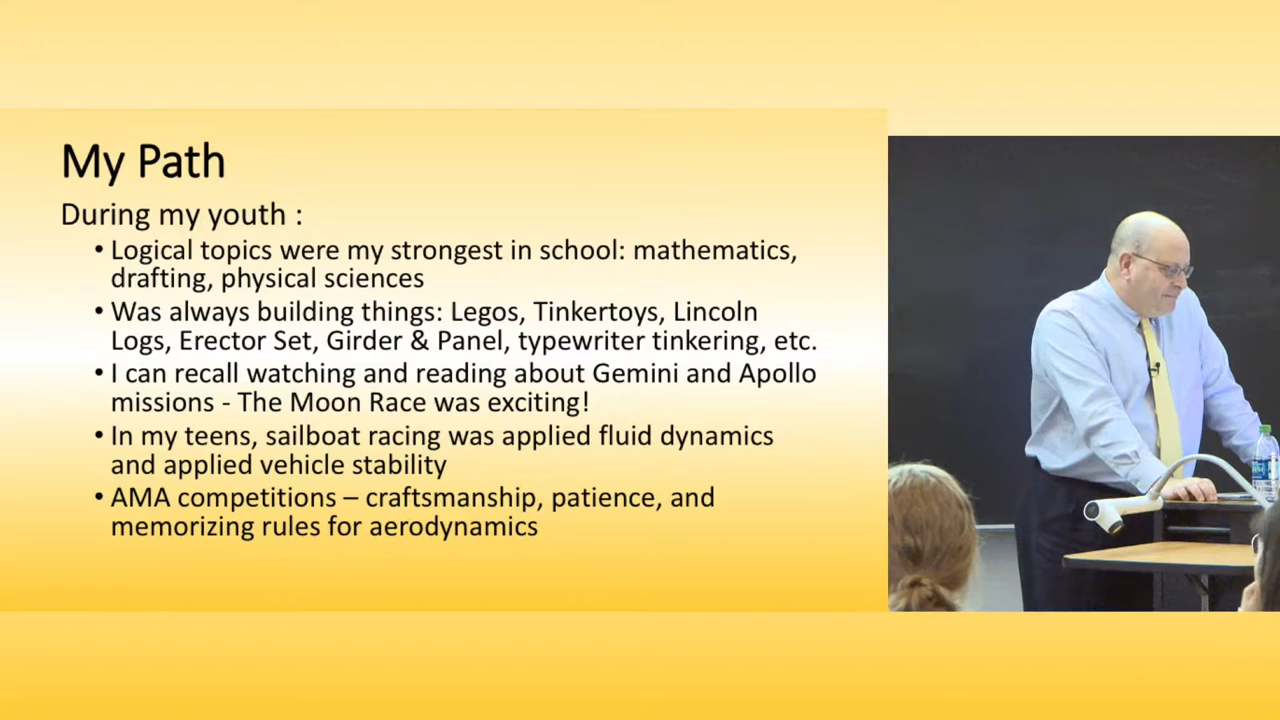 My Path
During my youth :
• Logical topics were my strongest in school: mathematics,
drafting, physical sciences
• Was always building things: Legos, Tinkertoys, Lincoln
Logs, Erector Set, Girder & Panel, typewriter tinkering, etc.
• I can recall watching and reading about Gemini and Apollo
missions - The Moon Race was exciting!
• In my teens, sailboat racing was applied fluid dynamics
and applied vehicle stability
• AMA competitions – craftsmanship, patience, and
memorizing rules for aerodynamics